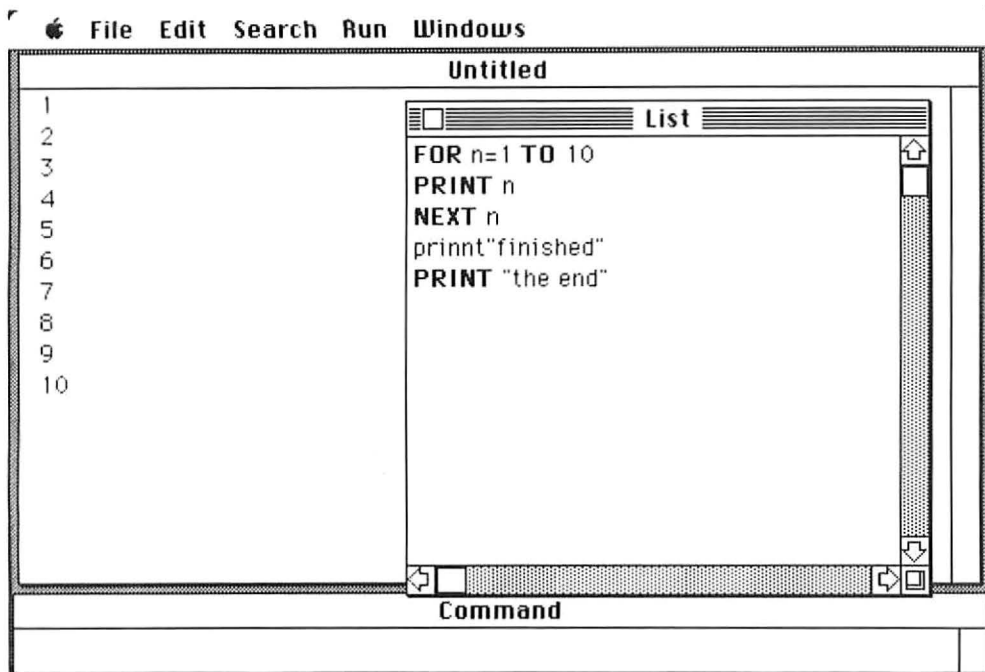 File Edit Search Run Windows
Untitled
1
2
3
4
5
6
7
8
9
10
List
FOR n=1 TO 10
PRINT n
NEXT n
prinnt"finished"
PRINT "the end"
Command